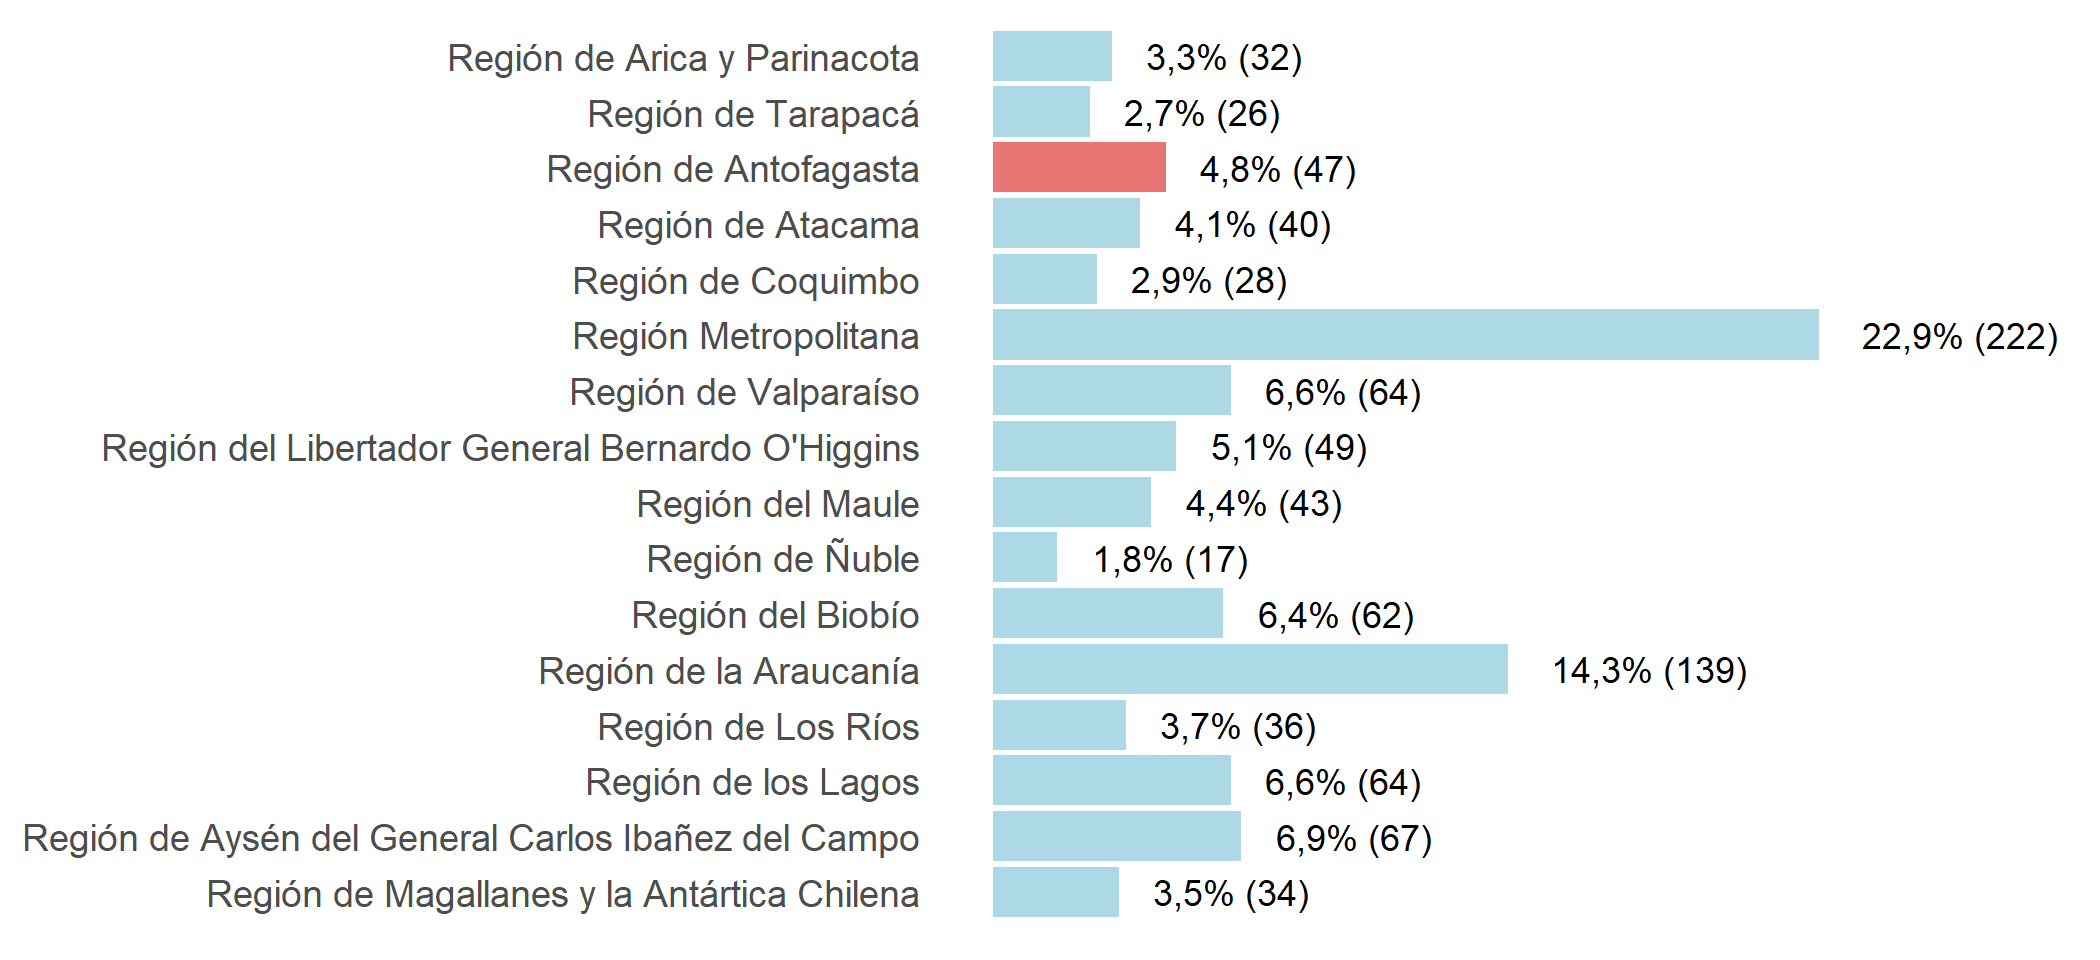 Región de Arica y Parinacota 3,3% (32)
Región de Tarapacá 2,7% (26)
Región de Antofagasta 4,8% (47)
Región de Atacama 4,1% (40)
Región de Coquimbo 2,9% (28)
Región Metropolitana 22,9% (222)
Región de Valparaíso 6,6% (64)
Región del Libertador General Bernardo O'Higgins 5,1% (49)
Región del Maule 4,4% (43)
Región de Ñuble 1,8% (17)
Región del Biobío 6,4% (62)
Región de la Araucanía 14,3% (139)
Región de Los Ríos 3,7% (36)
Región de los Lagos 6,6% (64)
Región de Aysén del General Carlos Ibañez del Campo 6,9% (67)
Región de Magallanes y la Antártica Chilena 3,5% (34)